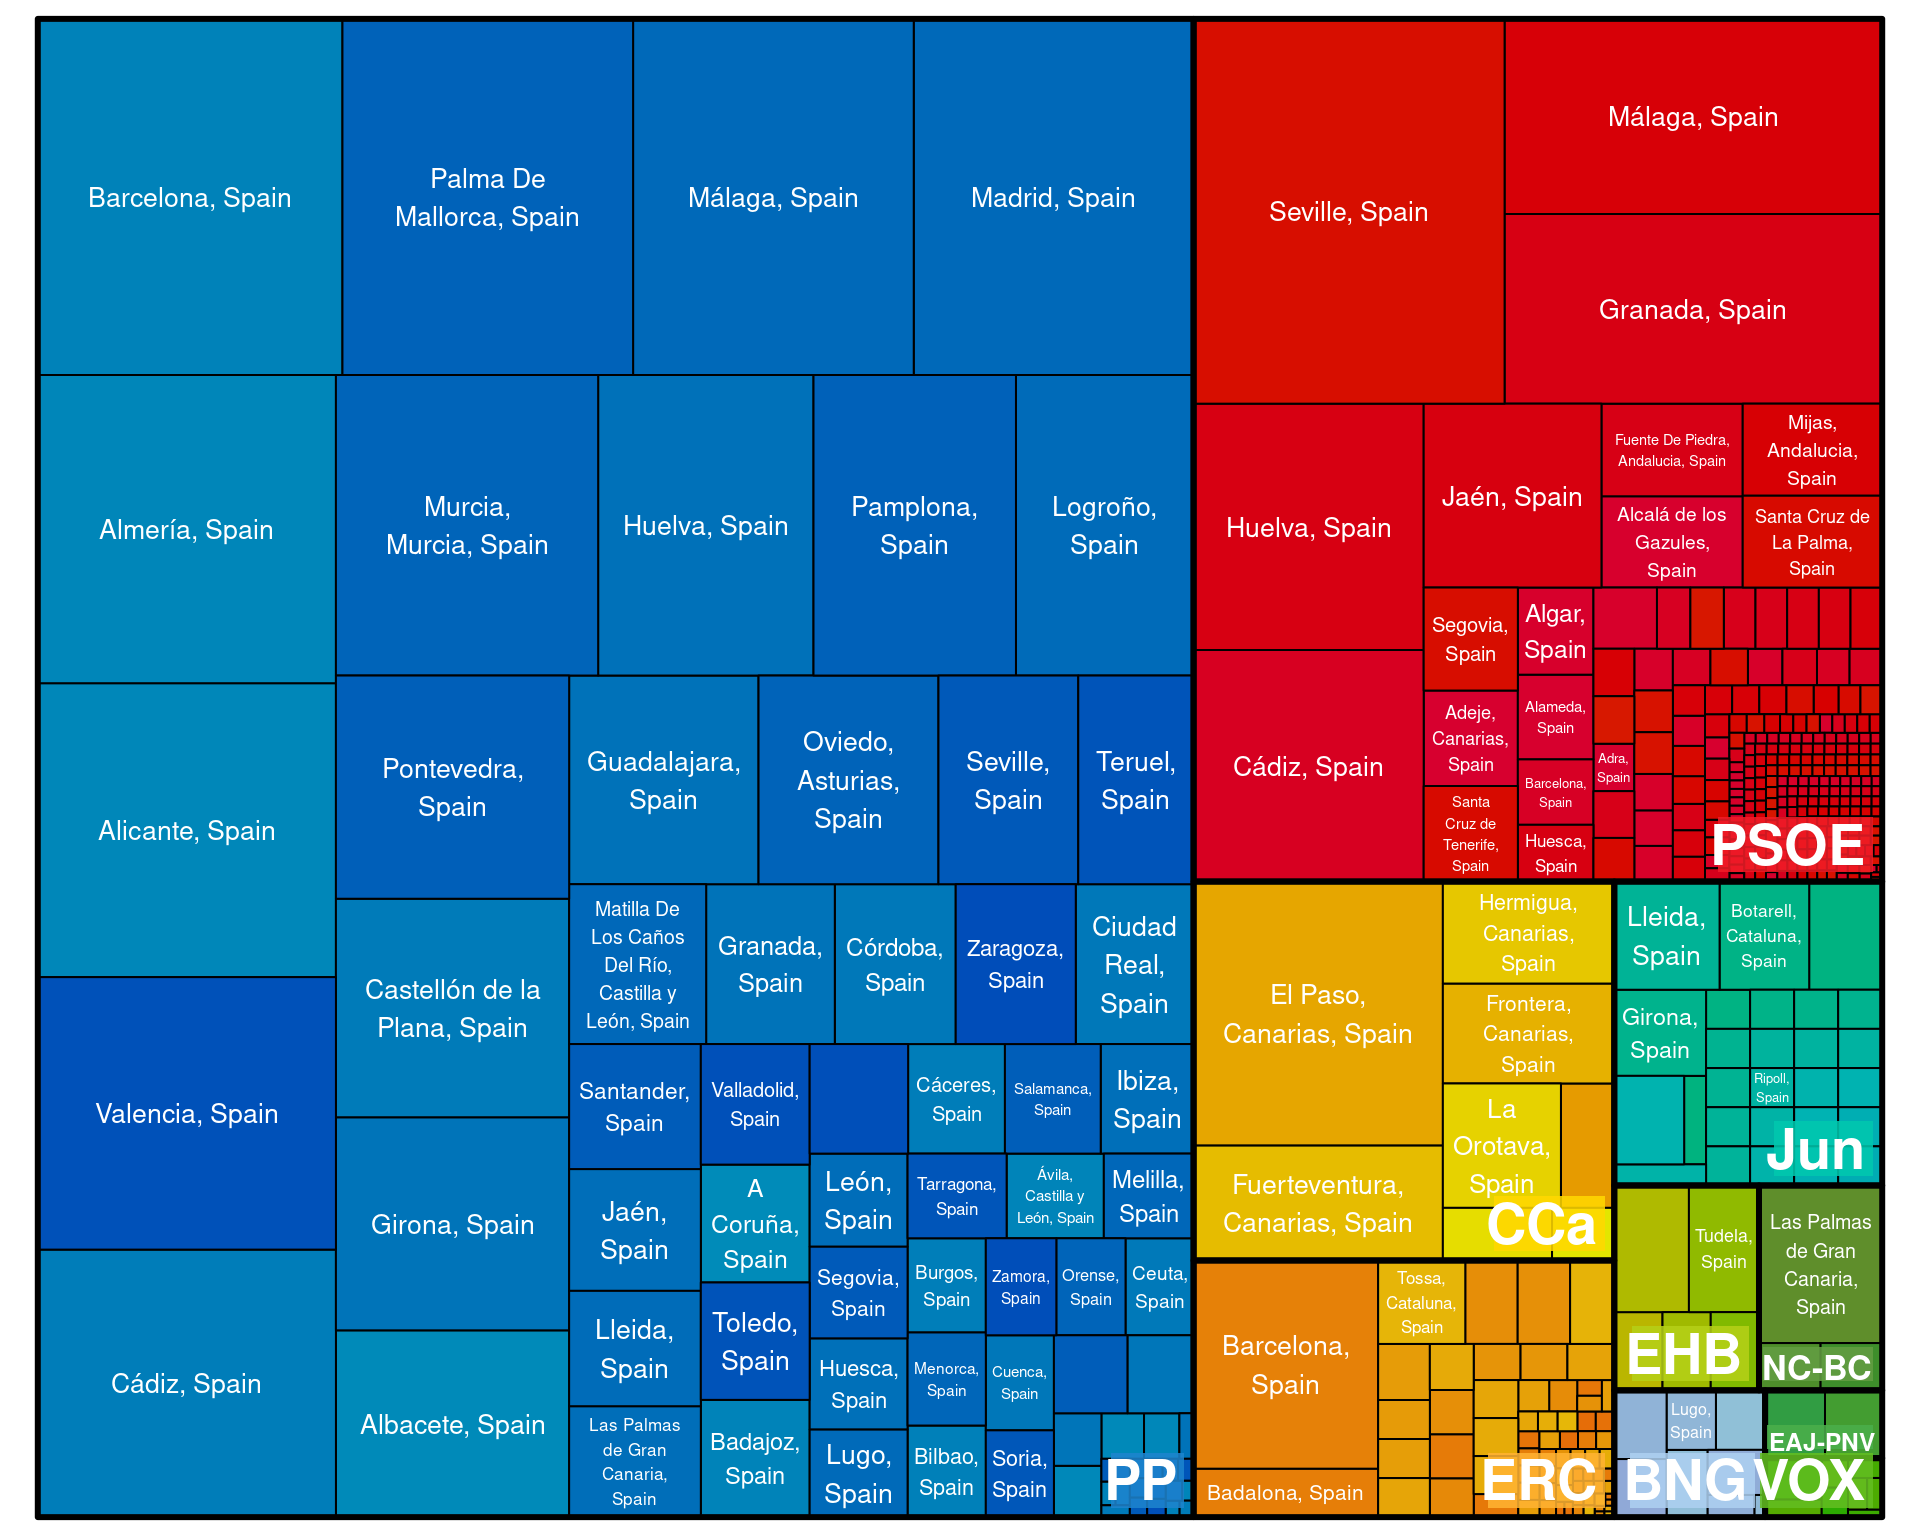 Barcelona, Spain
Palma De
Mallorca, Spain
Málaga, Spain
Madrid, Spain
Almería, Spain
Murcia,
Murcia, Spain
Huelva, Spain
Pamplona,
Spain
Logroño,
Spain
Alicante, Spain
Pontevedra,
Spain
Guadalajara,
Spain
Oviedo,
Asturias,
Spain
Seville,
Spain
Teruel,
Spain
Valencia, Spain
Castellón de la
Plana, Spain
Matilla De
Los Caños
Del Río,
Castilla y
León, Spain
Granada,
Spain
Córdoba,
Spain
Zaragoza,
Spain
Ciudad
Real,
Spain
Cádiz, Spain
Girona, Spain
Albacete, Spain
Santander,
Spain
Jaén,
Spain
Lleida,
Spain
Las Palmas
de Gran
Canaria,
Spain
Valladolid,
Spain
A
Coruña,
Spain
Toledo,
Spain
Badajoz,
Spain
León,
Spain
Segovia,
Spain
Huesca,
Spain
Lugo,
Spain
Cáceres,
Spain
Salamanca,
Spain
Ibiza,
Spain
Tarragona,
Spain
Ávila,
Castilla y
León, Spain
Melilla,
Spain
Burgos,
Spain
Zamora,
Spain
Orense,
Spain
Ceuta,
Spain
Menorca,
Spain
Cuenca,
Spain
Bilbao,
Spain
Soria,
Spain
PP
Seville, Spain
Málaga, Spain
Granada, Spain
Huelva, Spain
Jaén, Spain
Fuente De Piedra,
Andalucia, Spain
Mijas,
Andalucia,
Spain
Alcalá de los
Gazules,
Spain
Santa Cruz de
La Palma,
Spain
Cádiz, Spain
Segovia,
Spain
Algar,
Spain
Adeje,
Canarias,
Spain
Alameda,
Spain
Adra,
Spain
Barcelona,
Spain
Santa
Cruz de
Tenerife,
Spain
Huesca,
Spain
PSOE
El Paso,
Canarias, Spain
Hermigua,
Canarias,
Spain
Frontera,
Canarias,
Spain
La
Orotava,
Spain
Fuerteventura,
Canarias, Spain
CCa
Lleida,
Spain
Botarell,
Cataluna,
Spain
Girona,
Spain
Ripoll,
Spain
Jun
Barcelona,
Spain
Tossa,
Cataluna,
Spain
Badalona, Spain
ERC
Tudela,
Spain
EHB
Las Palmas
de Gran
Canaria,
Spain
NC-BC
Lugo,
Spain
BNG
EAJ-PNV
VOX